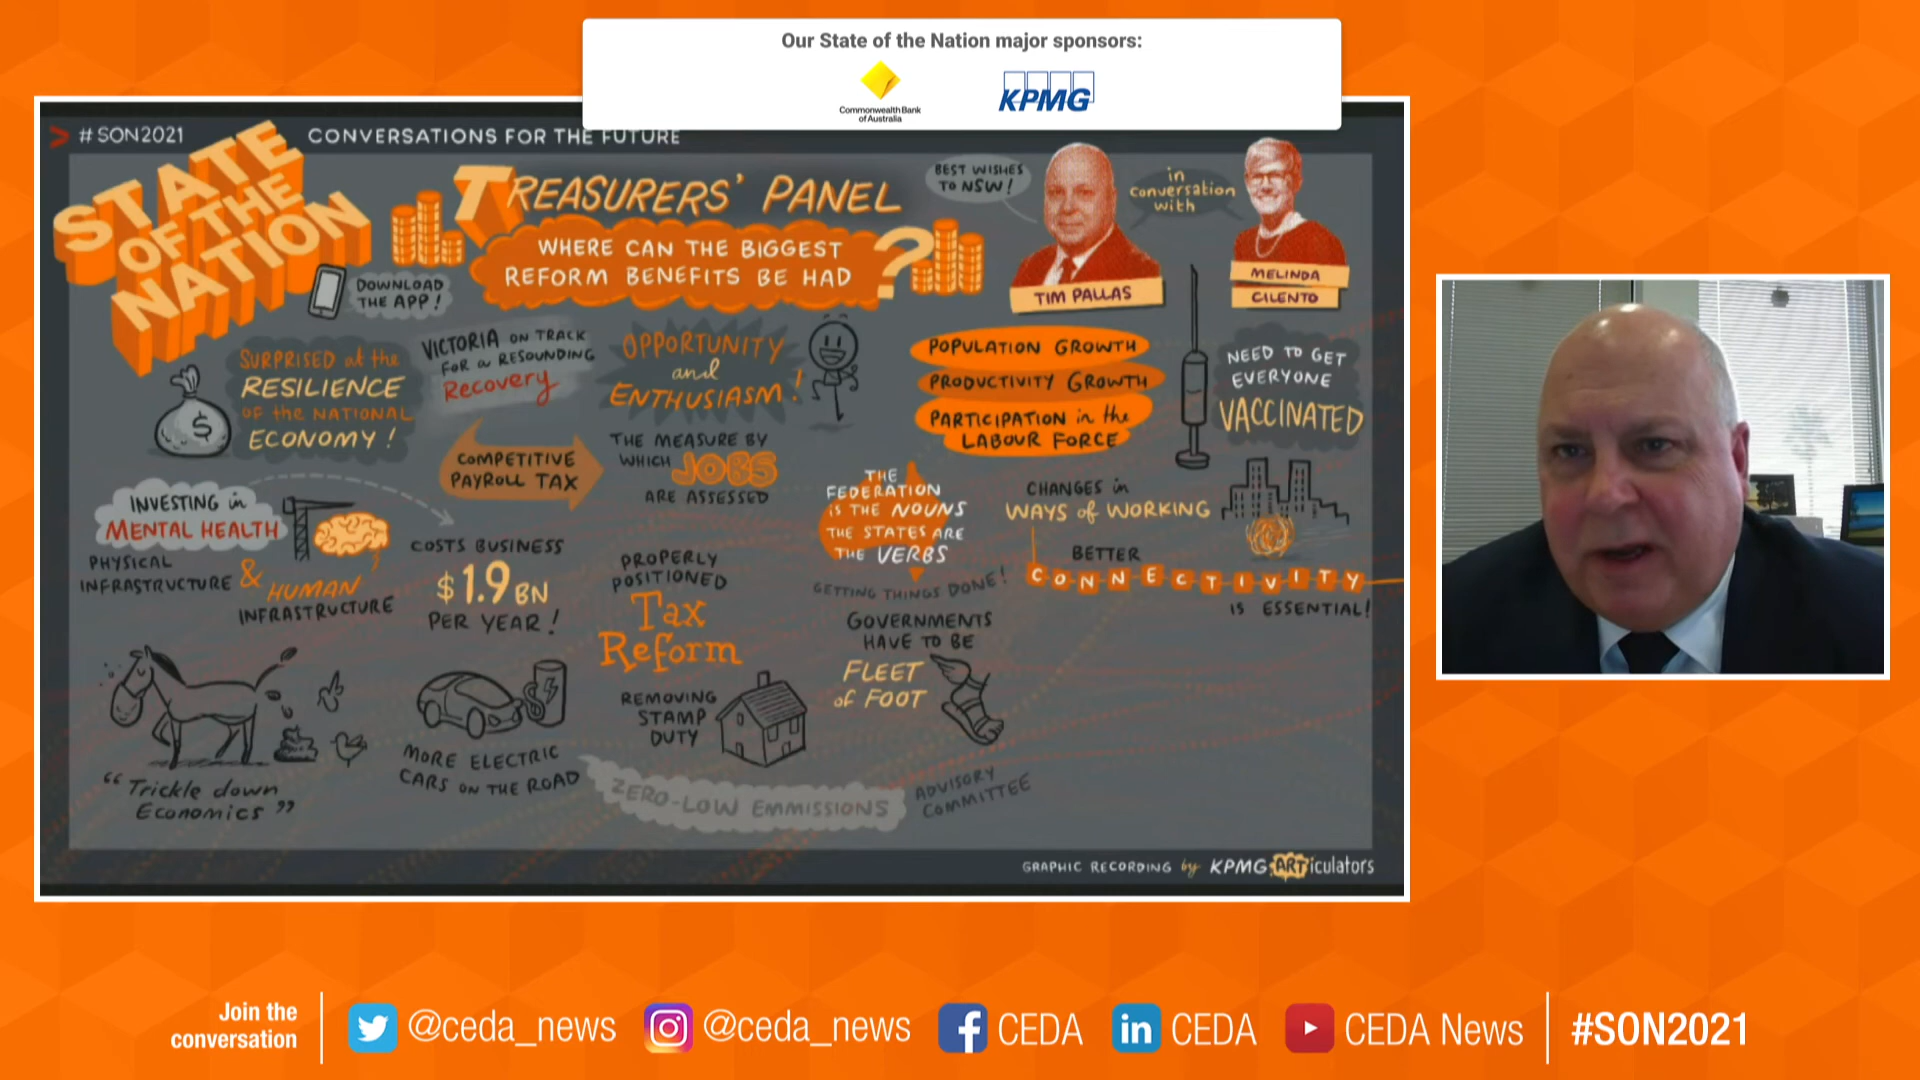 Our State of the Nation major sponsors:
CommonwealthBank
of Australia
KPMG
> #SON2021
CONVERSATIONS FOR THE FUTURE
STATE
OF THE
NATION
DOWNLOAD
THE APP!
TREASURERS' PANEL
WHERE CAN THE BIGGEST
REFORM BENEFITS BE HAD
?
BEST WISHES
TO NSW!
in
conversation
with
TIM PALLAS
MELINDA
CILENTO
SURPRISED at the
RESILIENCE
OF the NATIONAL
ECONOMY!
$
VICTORIA ON TRACK
FOR a RESOUNDING
Recovery
OPPORTUNITY
and
ENTHUSIASM!
POPULATION GROWTH
PRODUCTIVITY GROWTH
PARTICIPATION in the
LABOUR FORCE
NEED TO GET
EVERYONE
VACCINATED
COMPETITIVE
PAYROLL TAX
THE MEASURE BY
WHICH JOBS
ARE ASSESSED
INVESTING in
MENTAL HEALTH
PHYSICAL
INFRASTRUCTURE & HUMAN
INFRASTRUCTURE
COSTS BUSINESS
$1.9 BN
PER YEAR!
PROPERLY
POSITIONED
Tax
Reform
REMOVING
STAMP
DUTY
THE
FEDERATION
IS THE NOUNS
THE STATES ARE
THE VERBS
GETTING THINGS DONE!
GOVERNMENTS
HAVE TO BE
FLEET
of FOOT
CHANGES in
WAYS of WORKING
BETTER
CONNECTIVITY
IS ESSENTIAL!
"Trickle down
Economics"
$
MORE ELECTRIC
CARS ON THE ROAD
ZERO-LOW EMMISSIONS
ADVISORY
COMMITTEE
GRAPHIC RECORDING by KPMG ARTiculators
Join the
conversation
@ceda_news
@ceda_news
CEDA
in CEDA
CEDA News
#SON2021